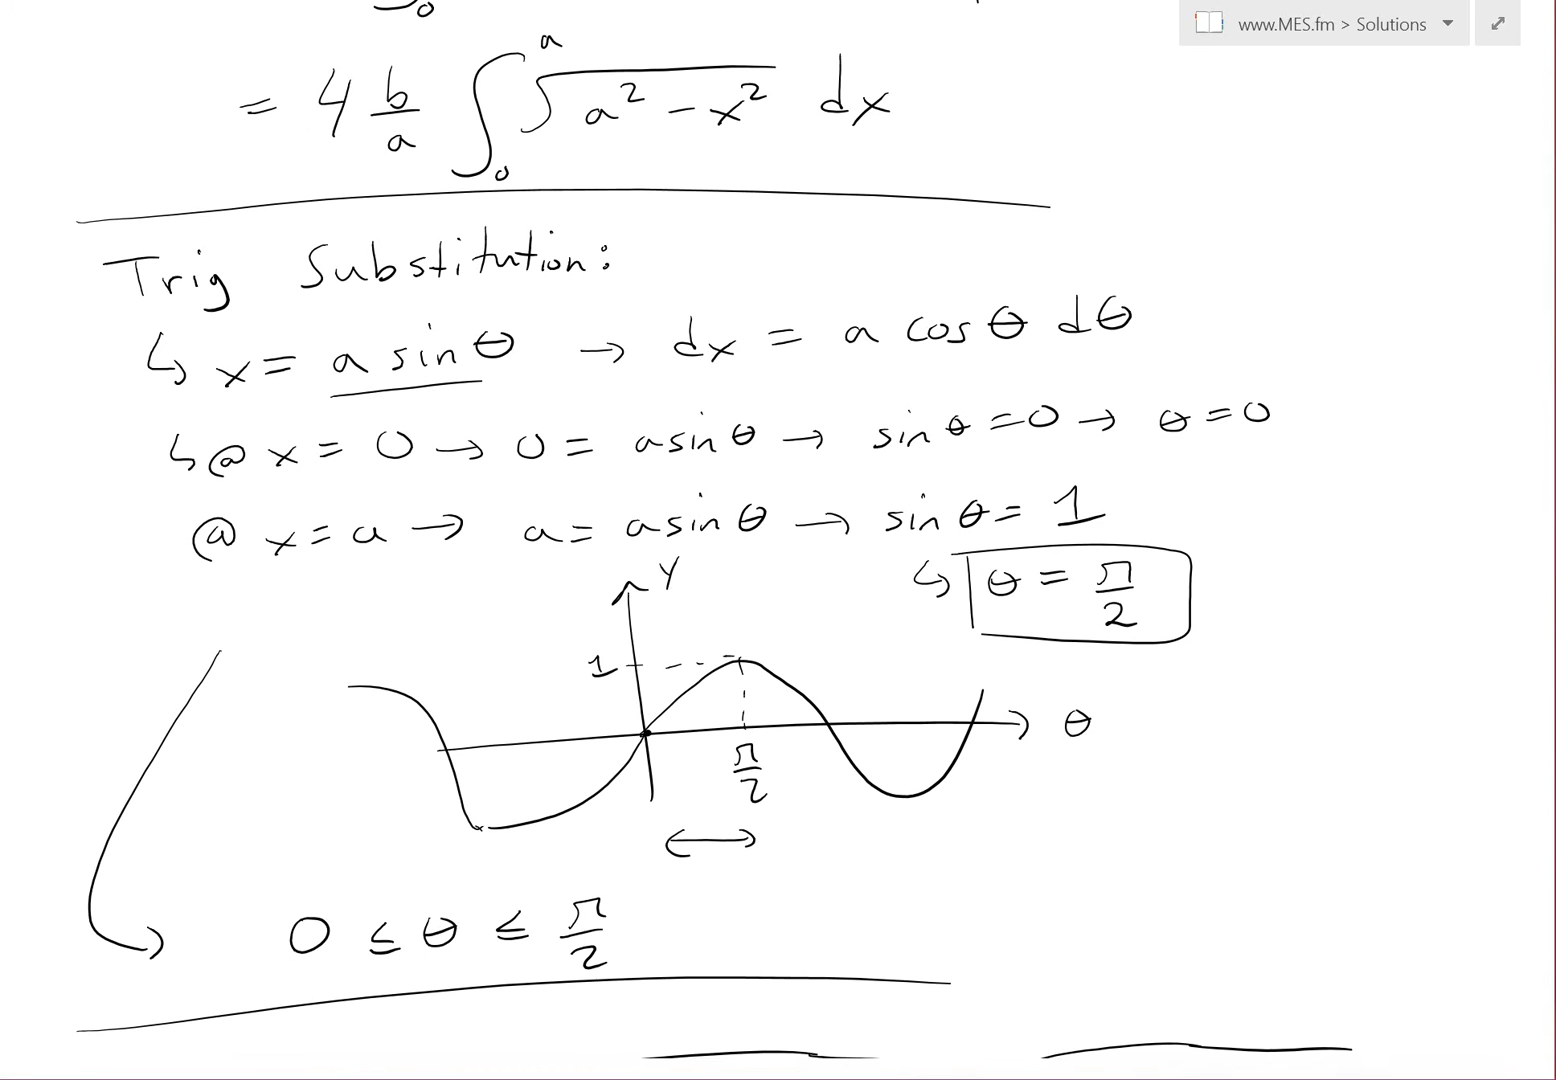 www.MES.fm > Solutions
0
= 4 b/a ∫₀ᵃ √(a² - x²) dx
Trig Substitution:
↳ x = a sin θ → dx = a cos θ dθ
↳ @ x = 0 → 0 = a sin θ → sin θ = 0 → θ = 0
@ x = a → a = a sin θ → sin θ = 1
↳ θ = π/2
Y
1
θ
π/2
0 ≤ θ ≤ π/2